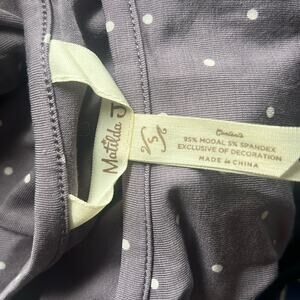 Matilda J
S
Contents
95% MODAL 5% SPANDEX
EXCLUSIVE OF DECORATION
MADE IN CHINA